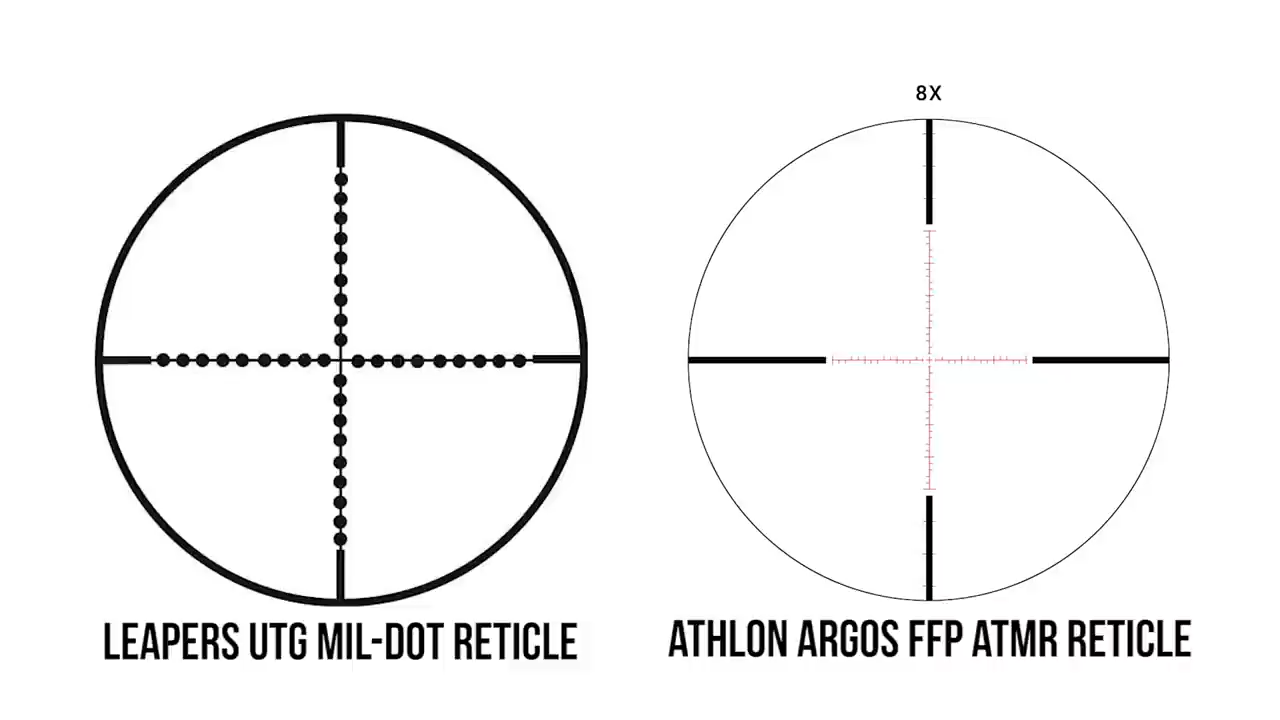 8X
LEAPERS UTG MIL-DOT RETICLE
ATHLON ARGOS FFP ATMR RETICLE